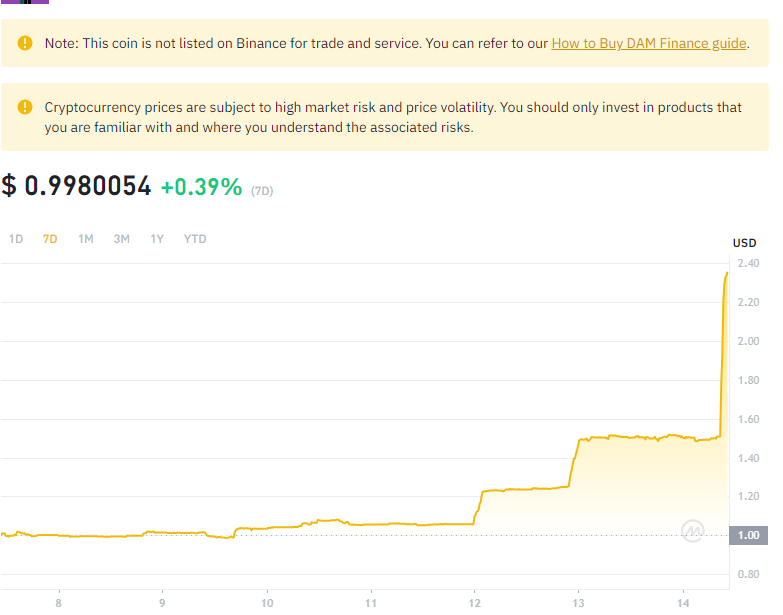 Note: This coin is not listed on Binance for trade and service. You can refer to our How to Buy DAM Finance guide.
Cryptocurrency prices are subject to high market risk and price volatility. You should only invest in products that
you are familiar with and where you understand the associated risks.
$ 0.9980054 +0.39% (7D)
1D 7D 1M 3M 1Y YTD
USD
2.40
2.20
2.00
1.80
1.60
1.40
1.20
1.00
0.80
8 9 10 11 12 13 14